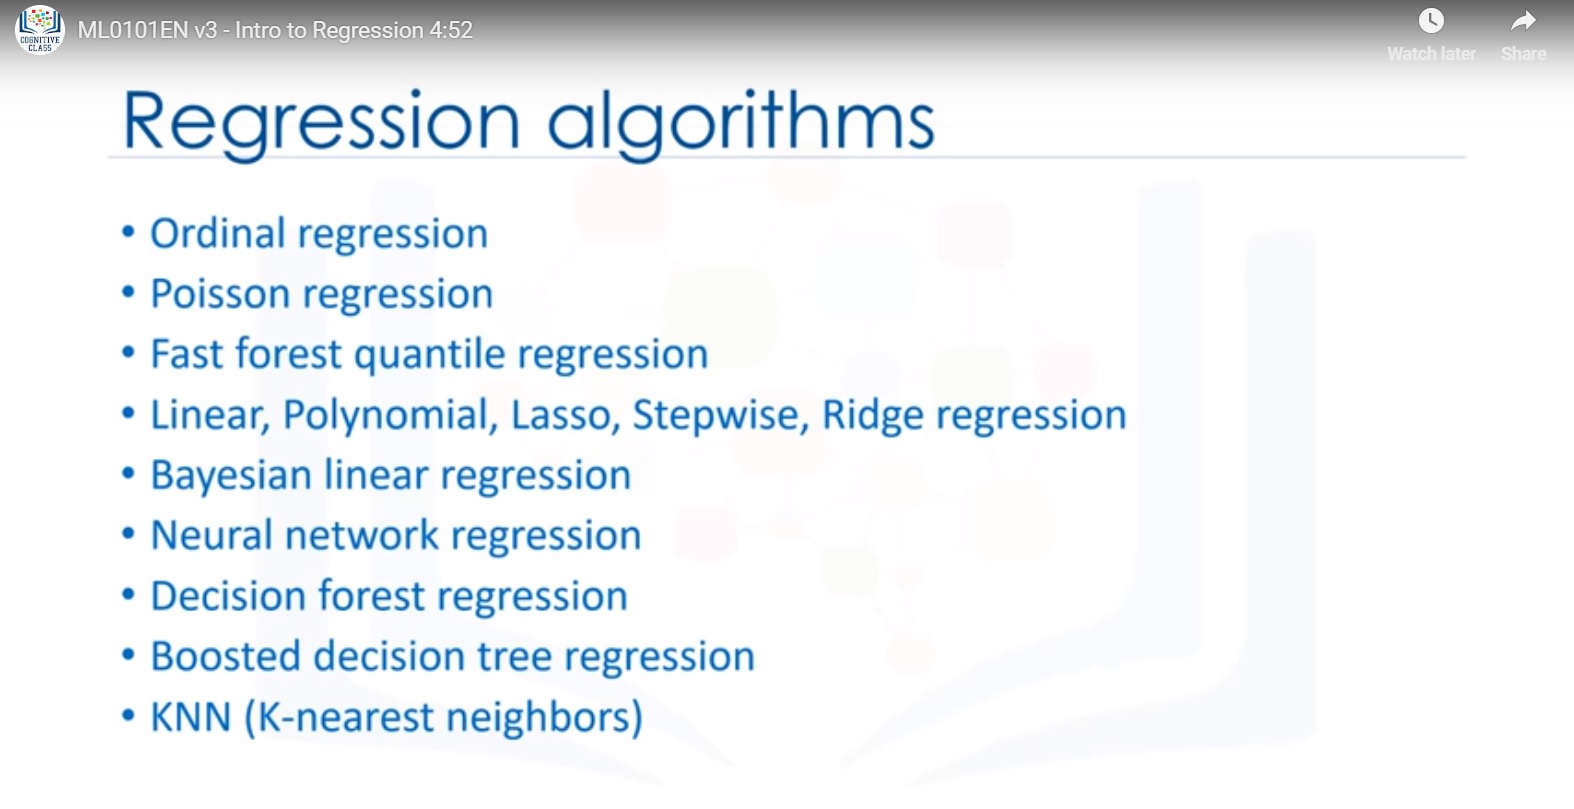 COGNITIVE
CLASS
ML0101EN v3 - Intro to Regression 4:52
Watch later
Share
Regression algorithms
• Ordinal regression
• Poisson regression
• Fast forest quantile regression
• Linear, Polynomial, Lasso, Stepwise, Ridge regression
• Bayesian linear regression
• Neural network regression
• Decision forest regression
• Boosted decision tree regression
• KNN (K-nearest neighbors)